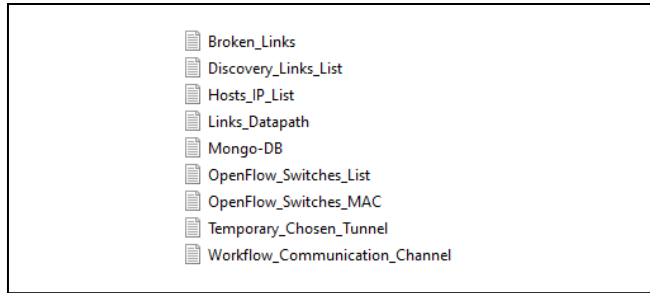 Broken_Links
Discovery_Links_List
Hosts_IP_List
Links_Datapath
Mongo-DB
OpenFlow_Switches_List
OpenFlow_Switches_MAC
Temporary_Chosen_Tunnel
Workflow_Communication_Channel